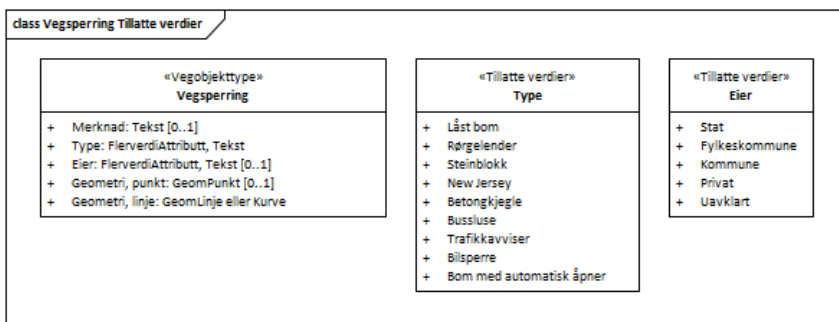 class Vegsperring Tillatte verdier
«Vegobjekttype»
Vegsperring
+ Merknad: Tekst [0..1]
+ Type: FlerverdiAttributt, Tekst
+ Eier: FlerverdiAttributt, Tekst [0..1]
+ Geometri, punkt: GeomPunkt [0..1]
+ Geometri, linje: GeomLinje eller Kurve
«Tillatte verdier»
Type
+ Låst bom
+ Rørgelender
+ Steinblokk
+ New Jersey
+ Betongkjegle
+ Bussluse
+ Trafikkavviser
+ Bilsperre
+ Bom med automatisk åpner
«Tillatte verdier»
Eier
+ Stat
+ Fylkeskommune
+ Kommune
+ Privat
+ Uavklart